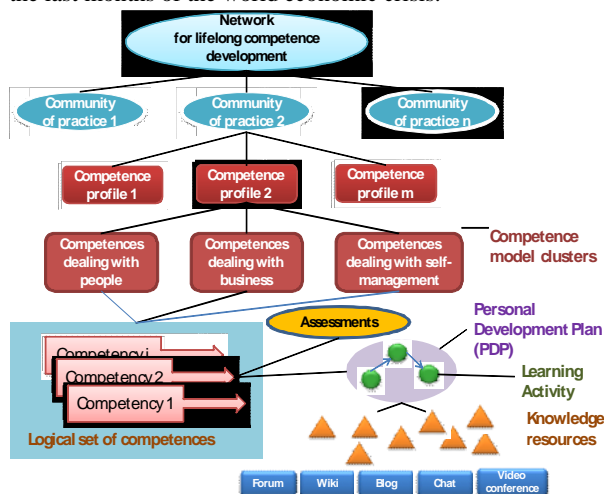 the last months of the world economic crisis.
Network
for lifelong competence
development
Community
of practice 1
Community
of practice 2
Community
of practice n
Competence
profile 1
Competence
profile 2
Competence
profile m
Competences
dealing with
people
Competences
dealing with
business
Competences
dealing with self-
management
Competence
model clusters
Assessments
Personal
Development Plan
(PDP)
Competency i
Competency 2
Competency 1
Learning
Activity
Logical set of competences
Knowledge
resources
Forum
Wiki
Blog
Chat
Video
conference